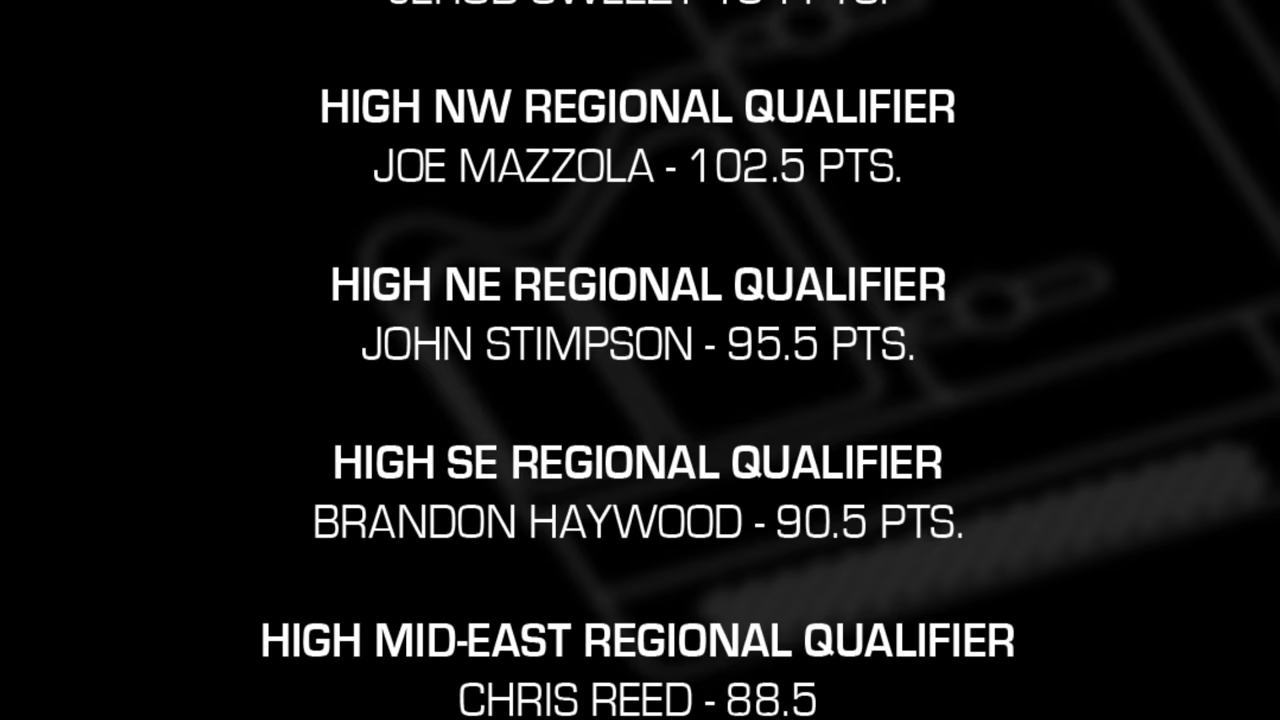 HIGH NW REGIONAL QUALIFIER
JOE MAZZOLA - 102.5 PTS.
HIGH NE REGIONAL QUALIFIER
JOHN STIMPSON - 95.5 PTS.
HIGH SE REGIONAL QUALIFIER
BRANDON HAYWOOD - 90.5 PTS.
HIGH MID-EAST REGIONAL QUALIFIER
CHRIS REED - 88.5